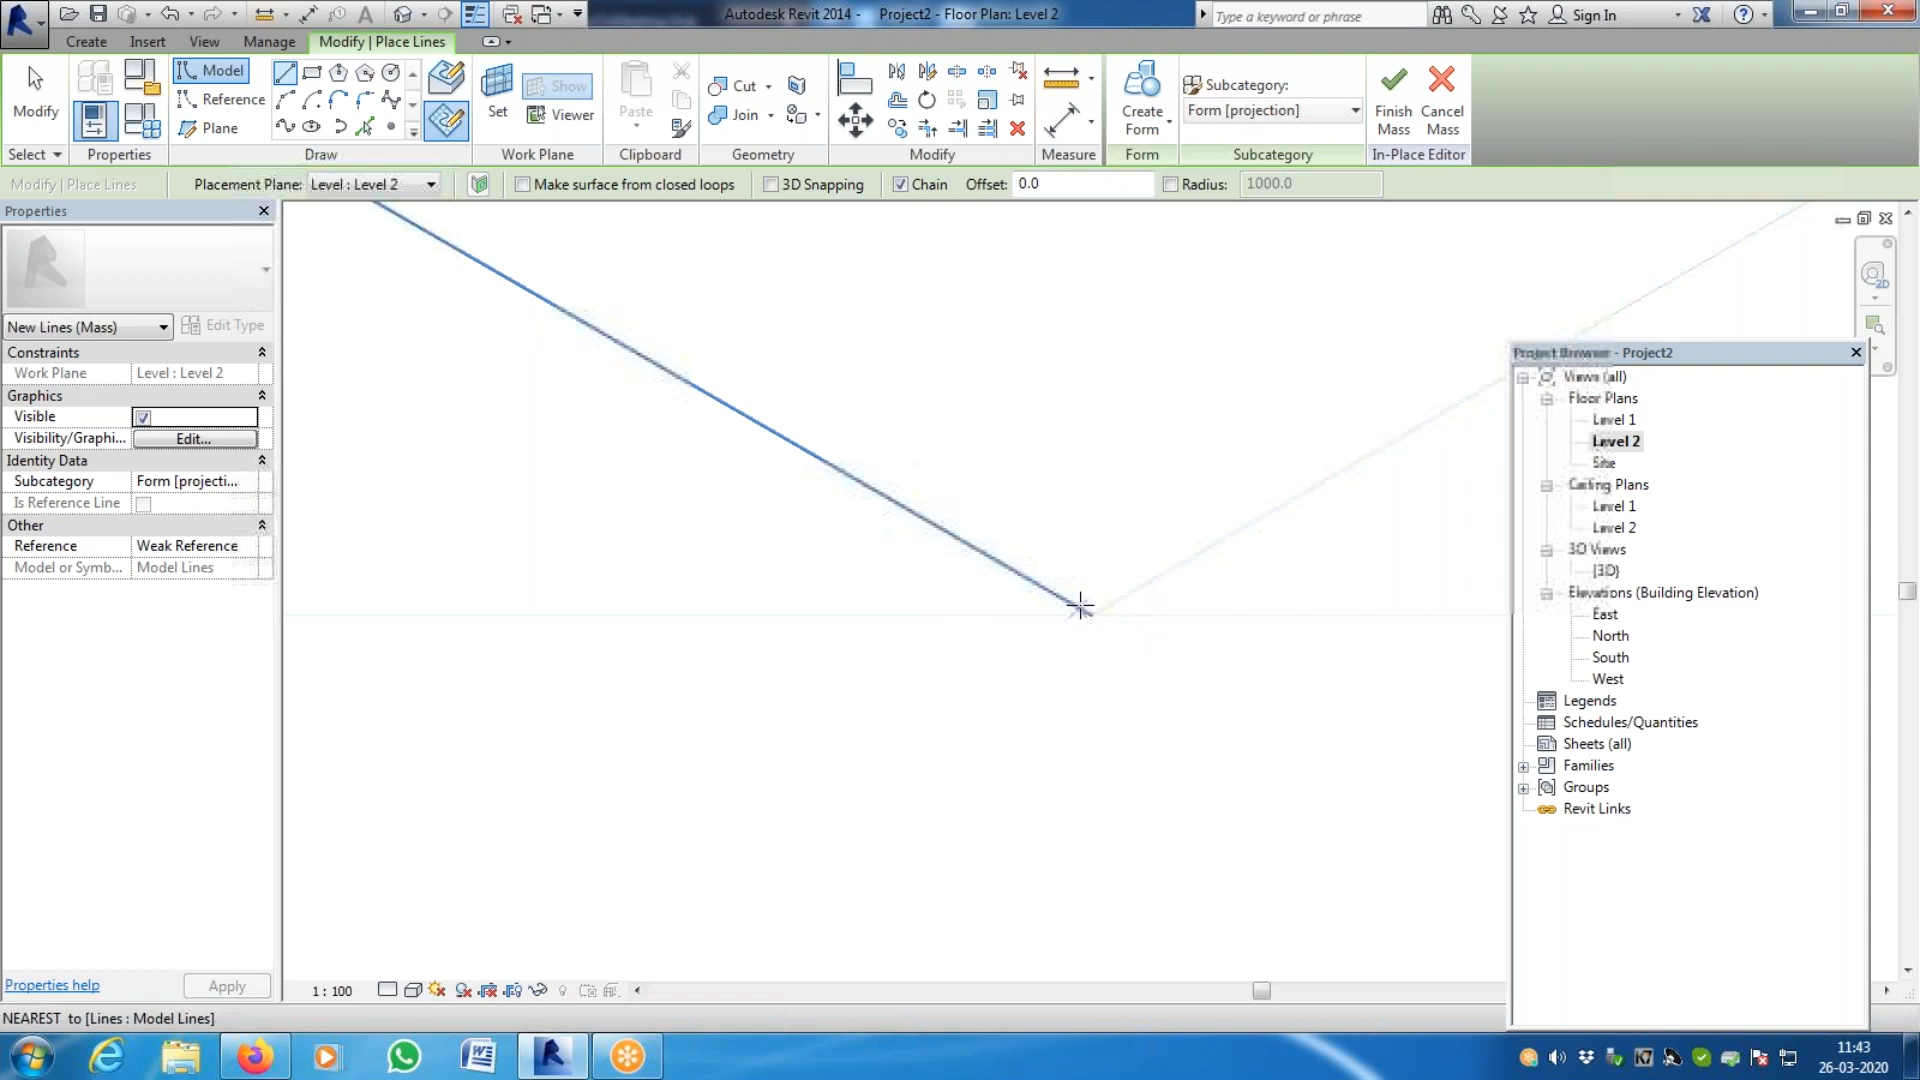 Autodesk Revit 2014 -    Project2 - Floor Plan: Level 2
Type a keyword or phrase
Sign In
Create Insert View Manage Modify | Place Lines
Modify
Model
Reference
Plane
Set
Show
Viewer
Paste
Cut
Join
Create Form
Subcategory:
Form [projection]
Finish Mass
Cancel Mass
Select Properties Draw Work Plane Clipboard Geometry Modify Measure Form Subcategory In-Place Editor
Modify | Place Lines Placement Plane: Level : Level 2 Make surface from closed loops 3D Snapping Chain Offset: 0.0 Radius: 1000.0
Properties
New Lines (Mass) Edit Type
Constraints
Work Plane Level : Level 2
Graphics
Visible
Visibility/Graphi... Edit...
Identity Data
Subcategory Form [projecti...
Is Reference Line
Other
Reference Weak Reference
Model or Symb... Model Lines
Properties help Apply
2D
Project Browser - Project2
Views (all)
Floor Plans
Level 1
Level 2
Site
Ceiling Plans
Level 1
Level 2
3D Views
{3D}
Elevations (Building Elevation)
East
North
South
West
Legends
Schedules/Quantities
Sheets (all)
Families
Groups
Revit Links
1 : 100
NEAREST to [Lines : Model Lines]
11:43
26-03-2020